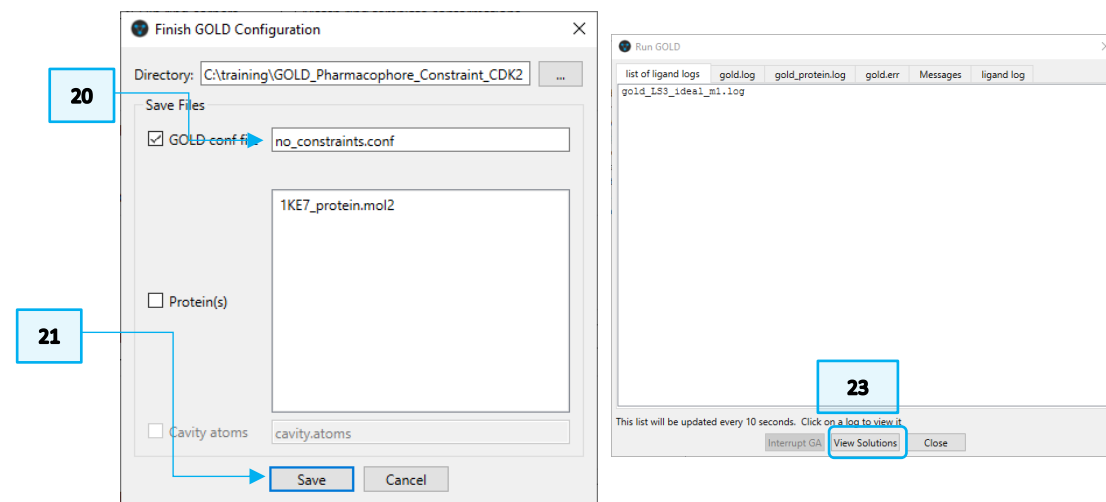 Finish GOLD Configuration
Directory: C:\training\GOLD_Pharmacophore_Constraint_CDK2 ...
20
Save Files
GOLD conf file no_constraints.conf
1KE7_protein.mol2
Protein(s)
21
Cavity atoms cavity.atoms
Save Cancel
Run GOLD
list of ligand logs gold.log gold_protein.log gold.err Messages ligand log
gold_LS3_ideal_m1.log
23
This list will be updated every 10 seconds. Click on a log to view it
Interrupt GA View Solutions Close